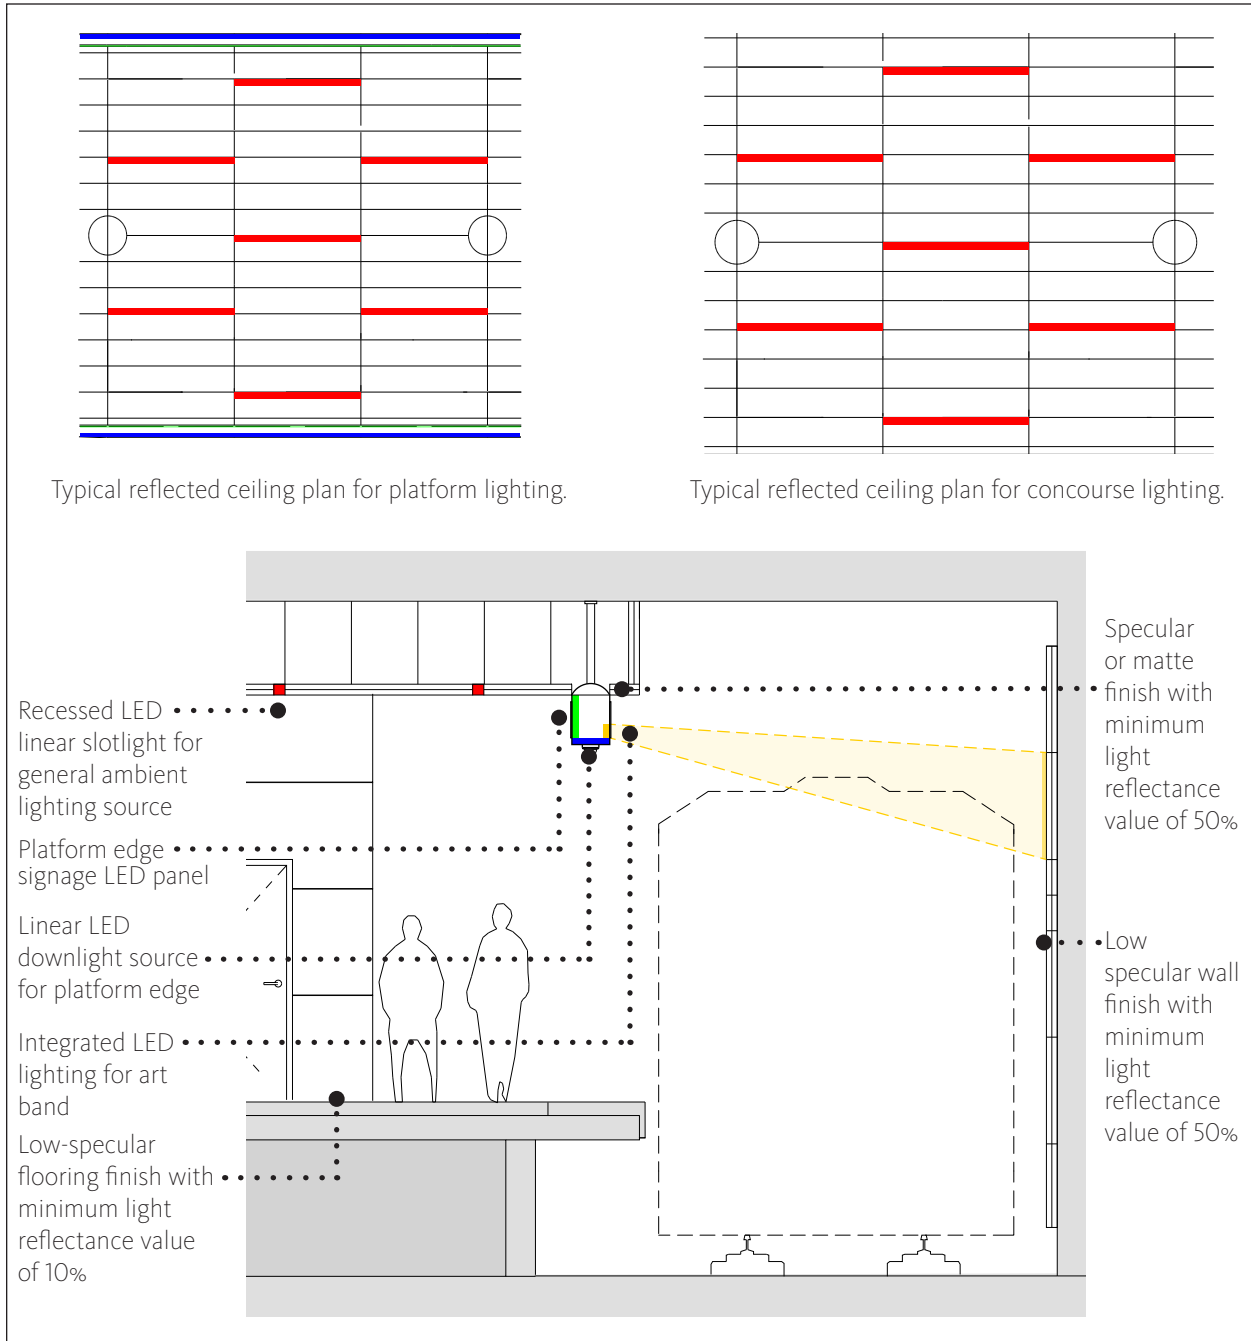 Typical reflected ceiling plan for platform lighting.
Typical reflected ceiling plan for concourse lighting.
Recessed LED
linear slotlight for
general ambient
lighting source
Platform edge
signage LED panel
Linear LED
downlight source
for platform edge
Integrated LED
lighting for art
band
Low-specular
flooring finish with
minimum light
reflectance value
of 10%
Specular
or matte
finish with
minimum
light
reflectance
value of 50%
Low
specular wall
finish with
minimum
light
reflectance
value of 50%